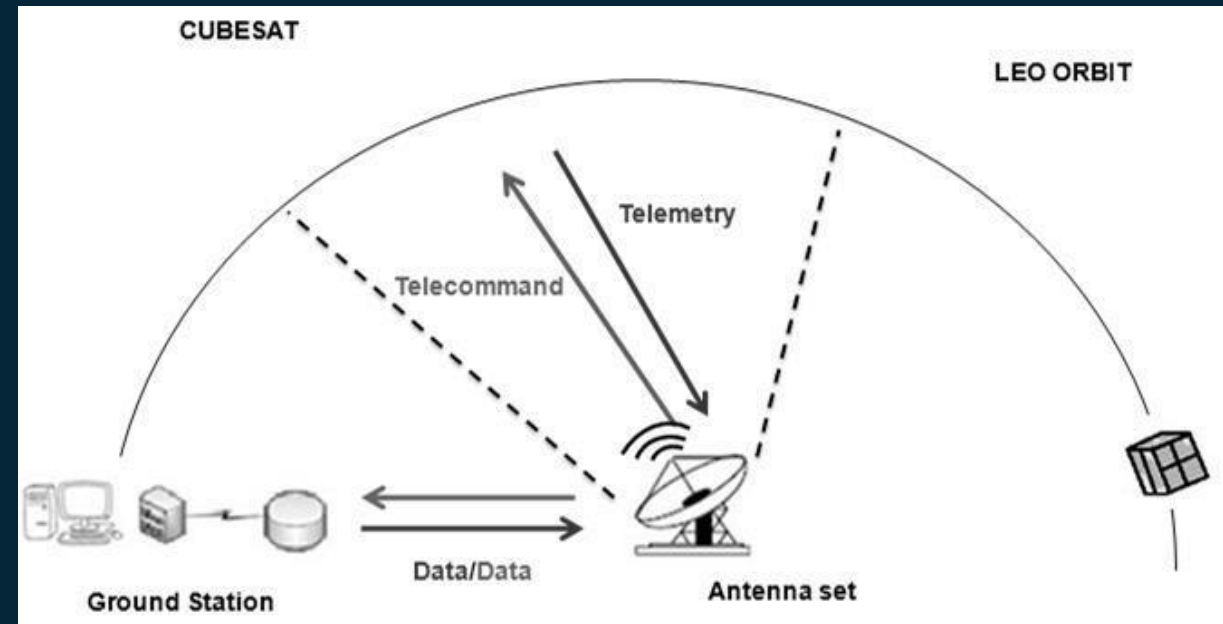 CUBESAT
LEO ORBIT
Telemetry
Telecommand
Data/Data
Ground Station
Antenna set